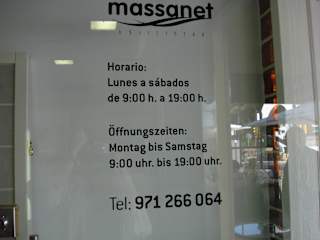 massanet
Horario:
Lunes a sábados
de 9:00 h. a 19:00 h.
Öffnungszeiten:
Montag bis Samstag
9:00 uhr. bis 19:00 uhr.
Tel: 971 266 064